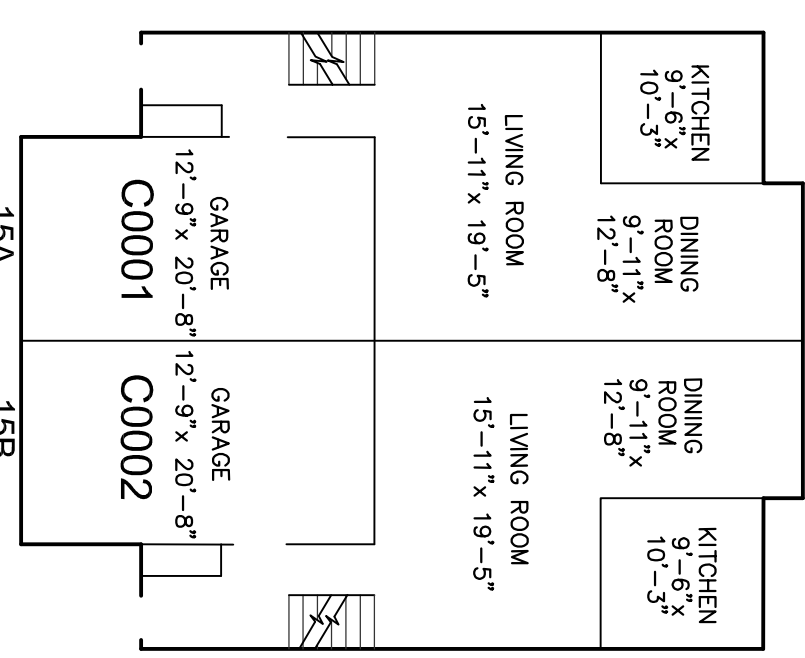 KITCHEN
9'-6"x
10'-3"
DINING
ROOM
9'-11"x
12'-8"
DINING
ROOM
9'-11"x
12'-8"
KITCHEN
9'-6"x
10'-3"
LIVING ROOM
15'-11"x 19'-5"
LIVING ROOM
15'-11"x 19'-5"
GARAGE
12'-9"x 20'-8"
C0001
GARAGE
12'-9"x 20'-8"
C0002
15A
15B